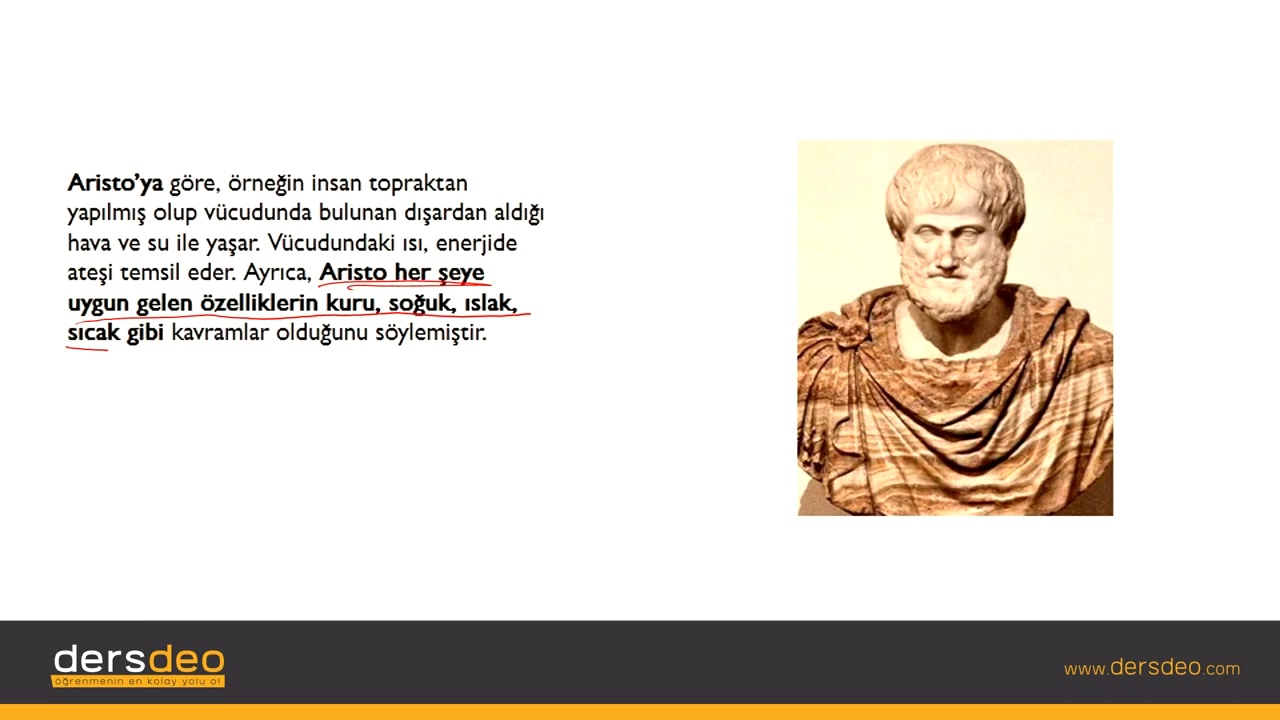 Aristo'ya göre, örneğin insan topraktan
yapılmış olup vücudunda bulunan dışardan aldığı
hava ve su ile yaşar. Vücudundaki ısı, enerjide
ateşi temsil eder. Ayrıca, Aristo her şeye
uygun gelen özelliklerin kuru, soğuk, ıslak,
sıcak gibi kavramlar olduğunu söylemiştir.
dersdeo
öğrenmenin en kolay yolu o!
www.dersdeo.com